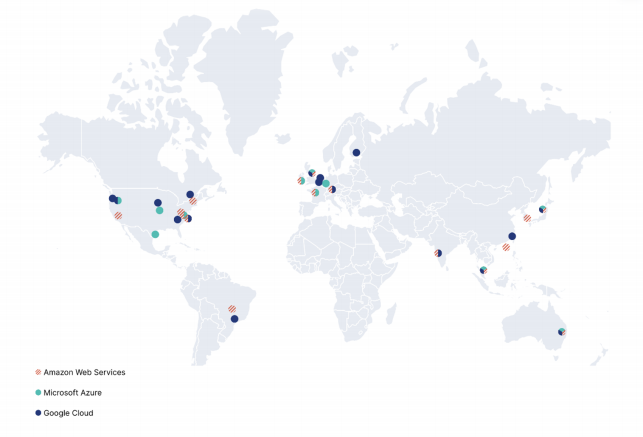 Amazon Web Services
Microsoft Azure
Google Cloud